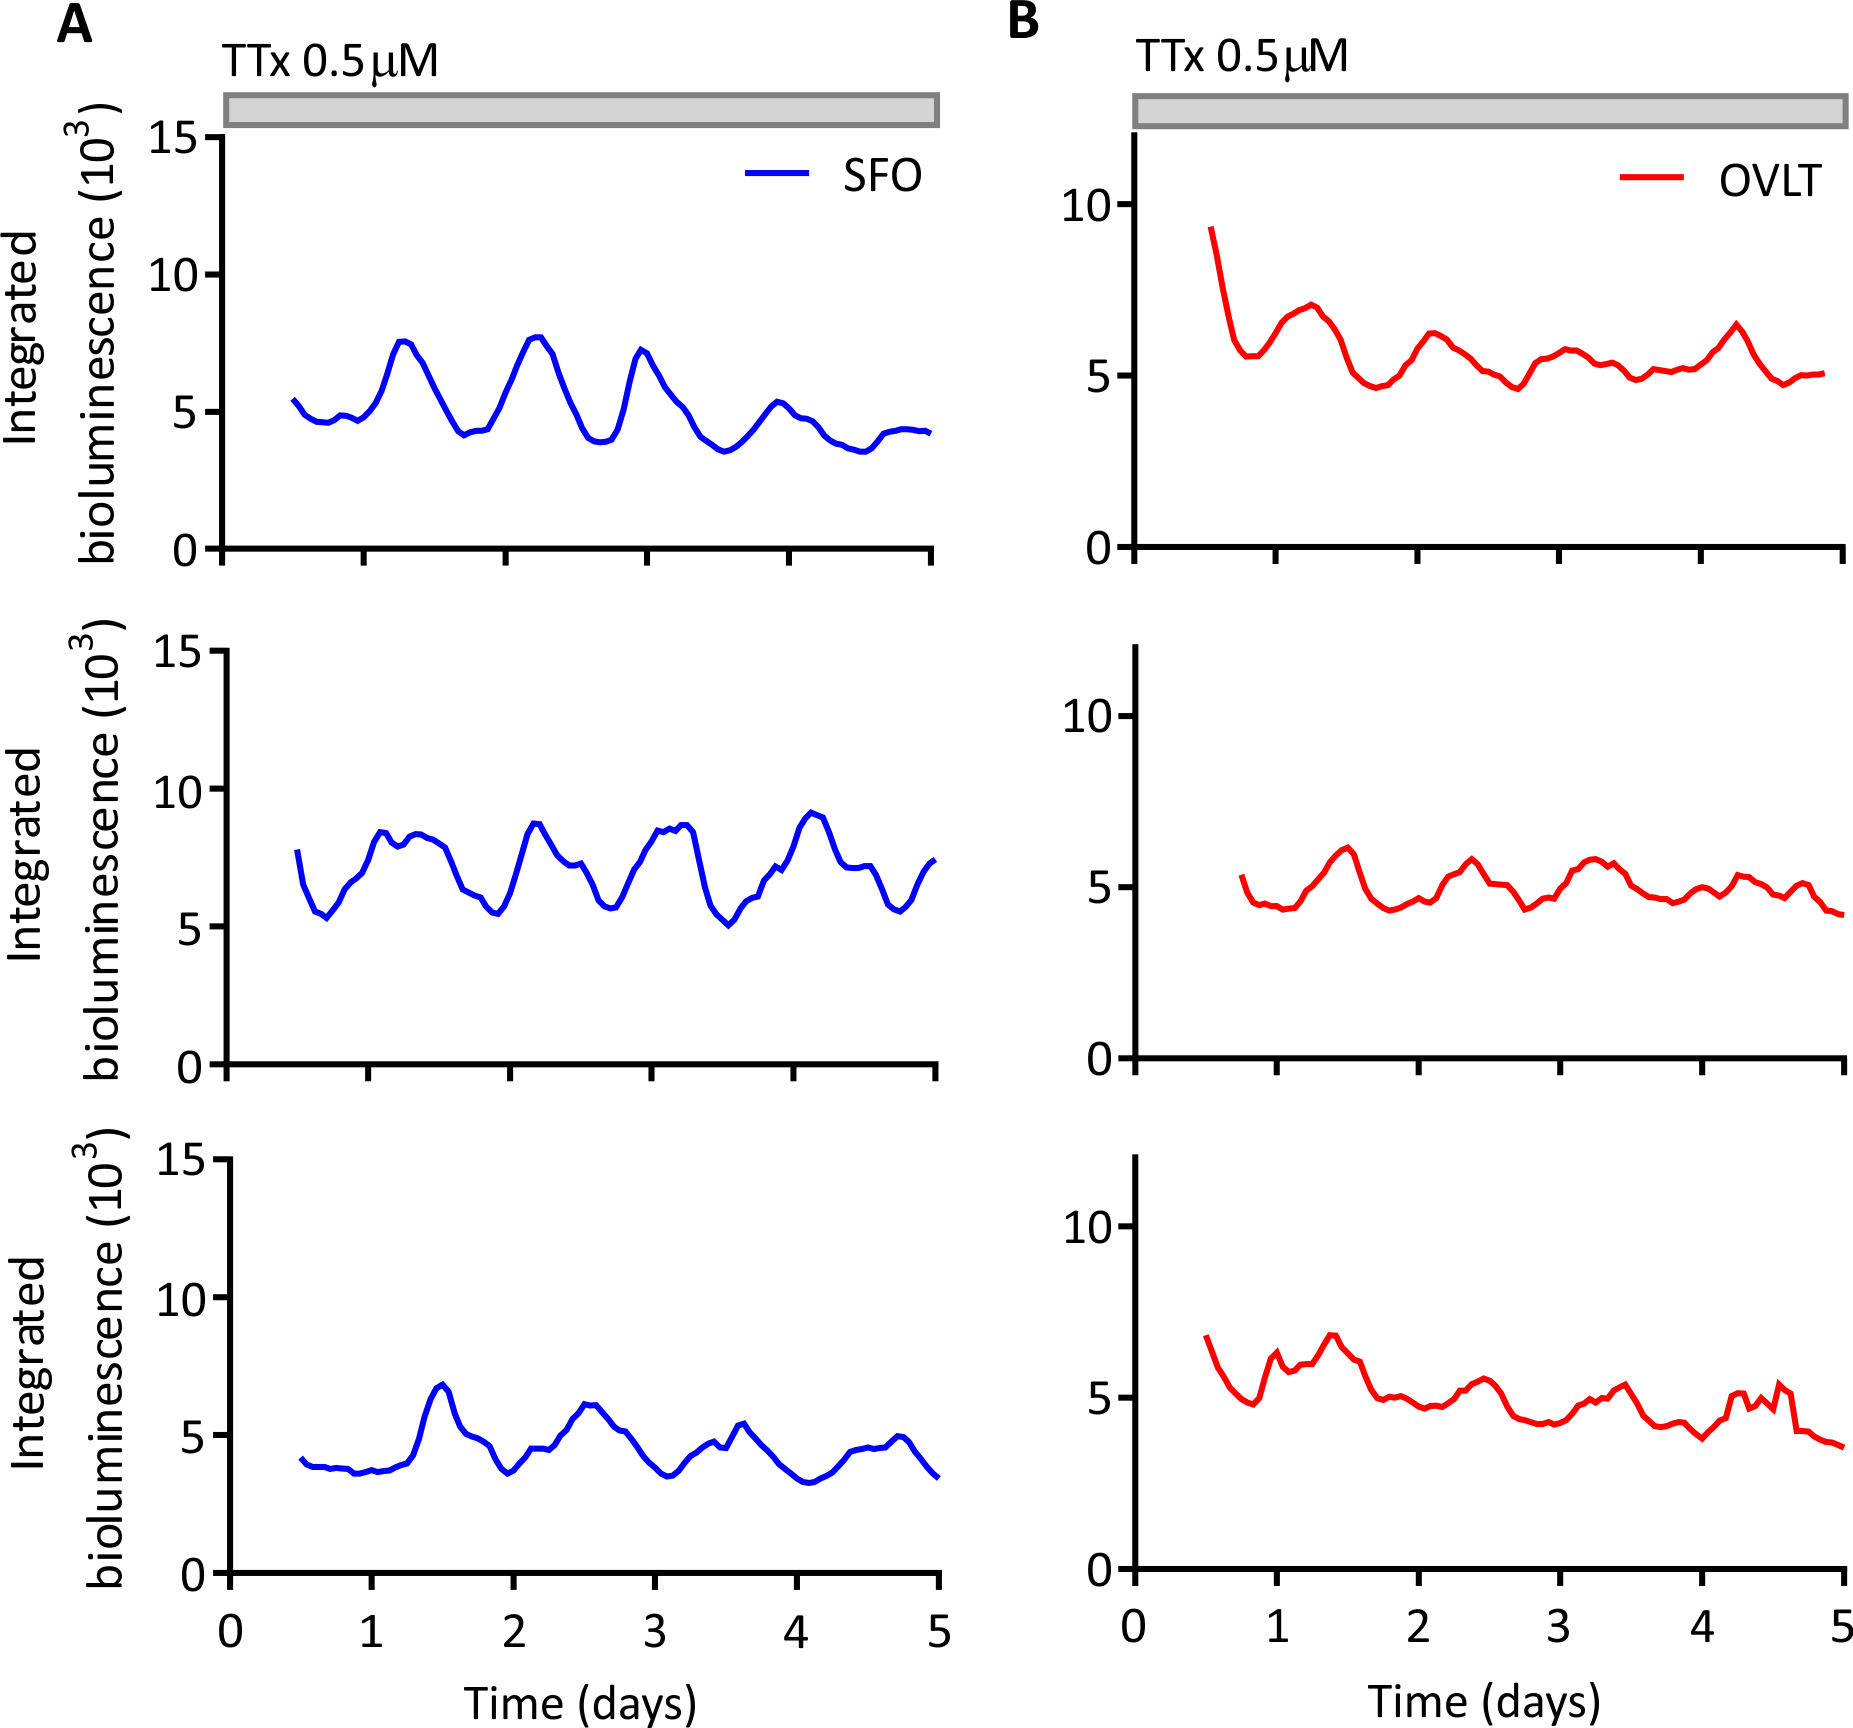 A
TTx 0.5µM
Integrated
bioluminescence (10³)
15
10
5
0
SFO
B
TTx 0.5µM
10
5
0
OVLT
Integrated
bioluminescence (10³)
15
10
5
0
10
5
0
Integrated
bioluminescence (10³)
15
10
5
0
0 1 2 3 4 5
Time (days)
10
5
0
0 1 2 3 4 5
Time (days)